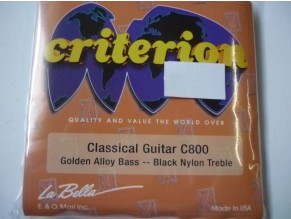 criterion
QUALITY AND VALUE THE WORLD OVER
Classical Guitar C800
Golden Alloy Bass -- Black Nylon Treble
La Bella
E. & O. Mari Inc.
Made in USA